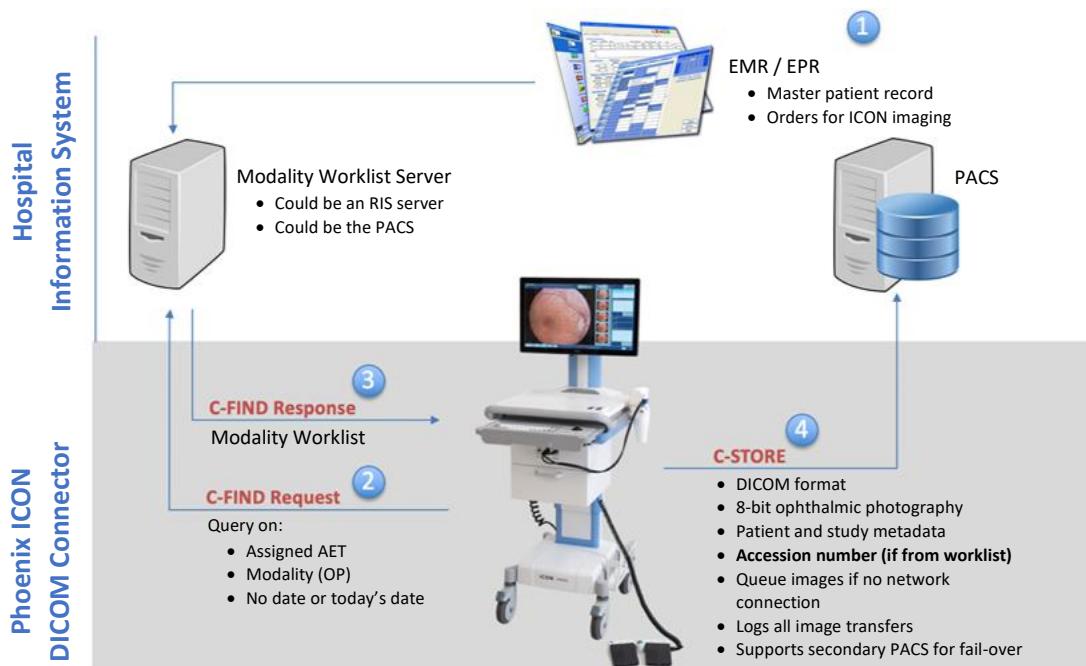 Hospital
Information System
1
EMR / EPR
• Master patient record
• Orders for ICON imaging
Modality Worklist Server
• Could be an RIS server
• Could be the PACS
PACS
Phoenix ICON
DICOM Connector
3
C-FIND Response
Modality Worklist
2
C-FIND Request
Query on:
• Assigned AET
• Modality (OP)
• No date or today’s date
ICON
4
C-STORE
• DICOM format
• 8-bit ophthalmic photography
• Patient and study metadata
• Accession number (if from worklist)
• Queue images if no network
connection
• Logs all image transfers
• Supports secondary PACS for fail-over